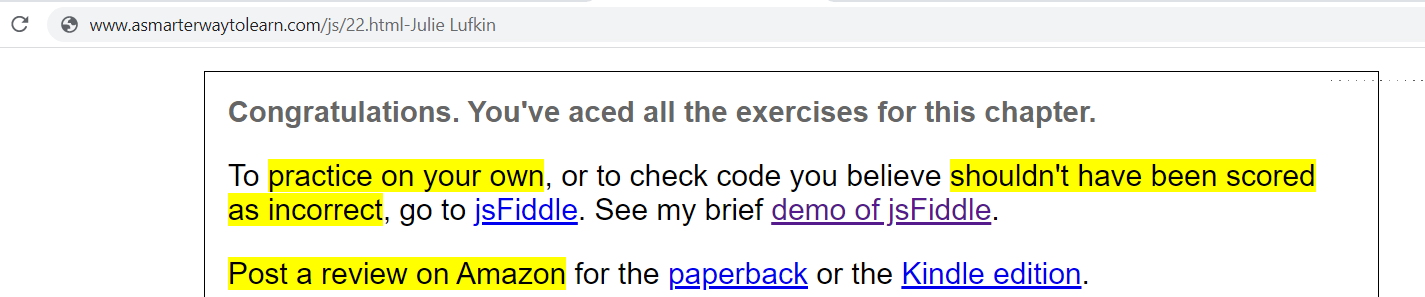 www.asmarterwaytolearn.com/js/22.html-Julie Lufkin
Congratulations. You've aced all the exercises for this chapter.
To practice on your own, or to check code you believe shouldn't have been scored
as incorrect, go to jsFiddle. See my brief demo of jsFiddle.
Post a review on Amazon for the paperback or the Kindle edition.